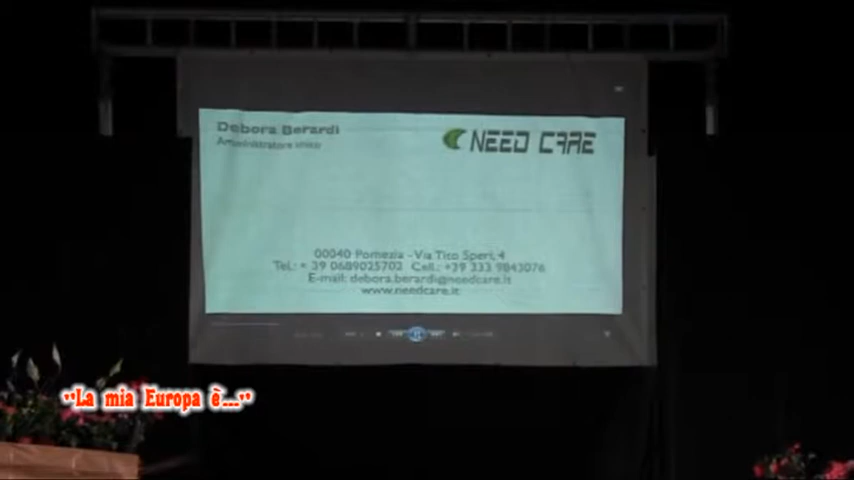 Debora Berardi
Amministratore unico
NEED CARE
00040 Pomezia - Via Tito Speri, 4
Tel.: + 39 0689025702 Cell.: +39 333 9843076
E-mail: debora.berardi@needcare.it
www.needcare.it
"La mia Europa è..."